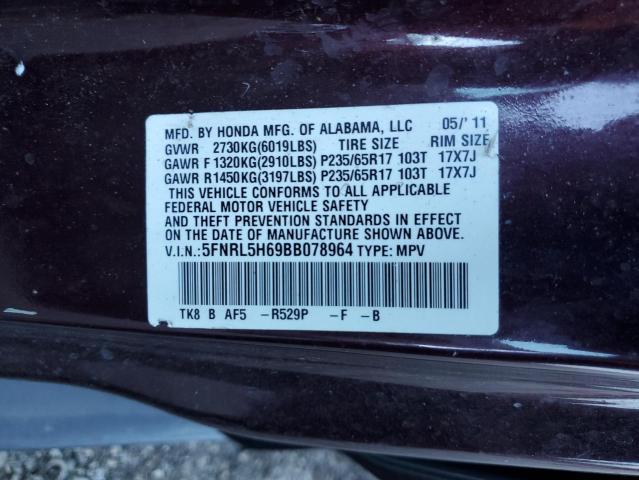 MFD. BY HONDA MFG. OF ALABAMA, LLC 05/'11
GVWR 2730KG(6019LBS) TIRE SIZE RIM SIZE
GAWR F 1320KG(2910LBS) P235/65R17 103T 17X7J
GAWR R1450KG(3197LBS) P235/65R17 103T 17X7J
THIS VEHICLE CONFORMS TO ALL APPLICABLE
FEDERAL MOTOR VEHICLE SAFETY
AND THEFT PREVENTION STANDARDS IN EFFECT
ON THE DATE OF MANUFACTURE SHOWN ABOVE.
V.I.N.: 5FNRL5H69BB078964 TYPE: MPV
TK8 B AF5 -R529P -F -B